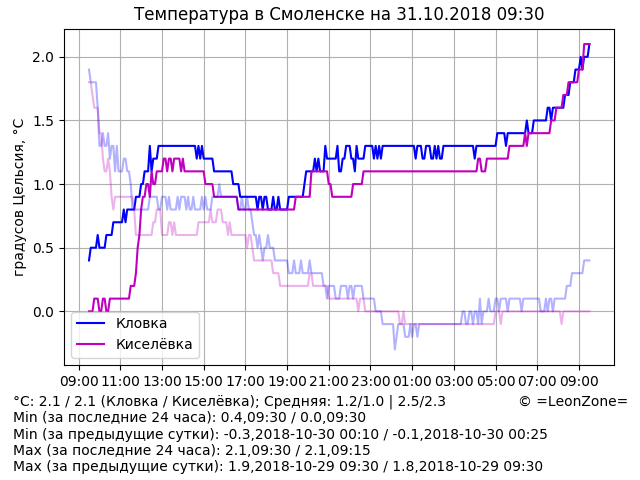 Температура в Смоленске на 31.10.2018 09:30
градусов Цельсия, °C
2.0
1.5
1.0
0.5
0.0
Кловка
Киселёвка
09:00 11:00 13:00 15:00 17:00 19:00 21:00 23:00 01:00 03:00 05:00 07:00 09:00
°C: 2.1 / 2.1 (Кловка / Киселёвка); Средняя: 1.2/1.0 | 2.5/2.3 © =LeonZone=
Min (за последние 24 часа): 0.4,09:30 / 0.0,09:30
Min (за предыдущие сутки): -0.3,2018-10-30 00:10 / -0.1,2018-10-30 00:25
Max (за последние 24 часа): 2.1,09:30 / 2.1,09:15
Max (за предыдущие сутки): 1.9,2018-10-29 09:30 / 1.8,2018-10-29 09:30